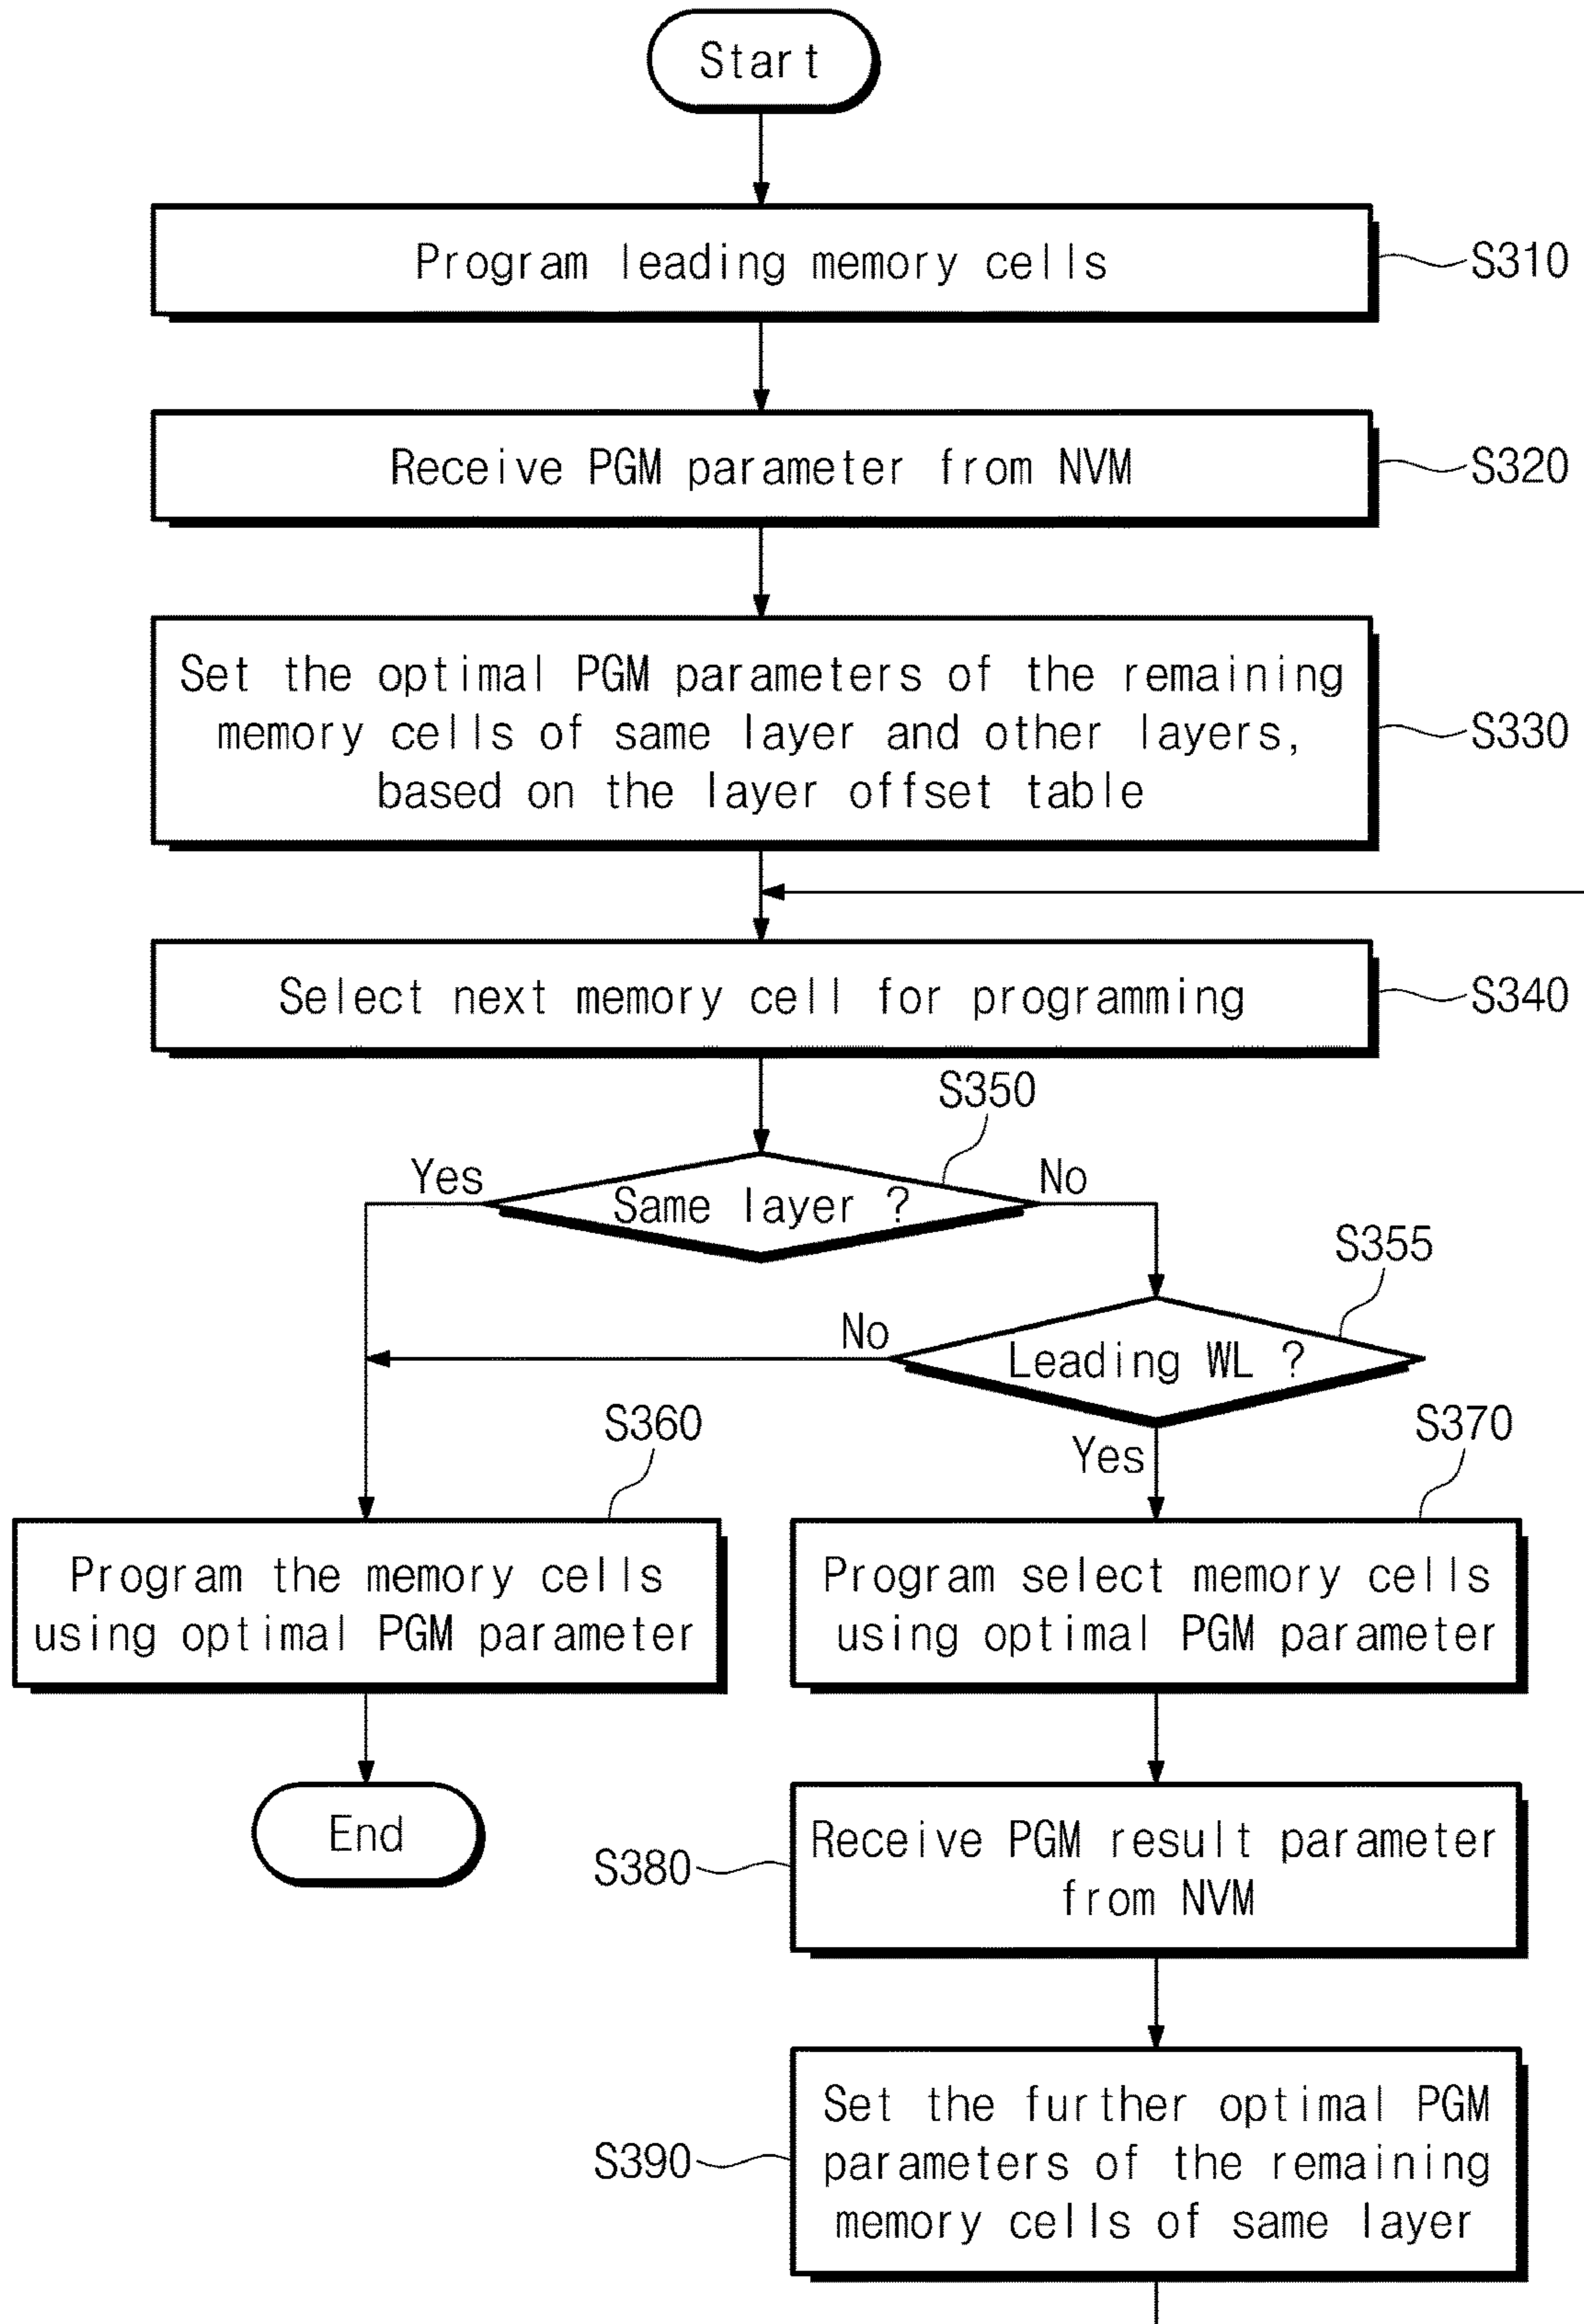 Start
Program leading memory cells
S310
Receive PGM parameter from NVM
S320
Set the optimal PGM parameters of the remaining
memory cells of same layer and other layers,
based on the layer offset table
S330
Select next memory cell for programming
S340
S350
Yes
Same layer ?
No
S355
No
Leading WL ?
Yes
S360
S370
Program the memory cells
using optimal PGM parameter
Program select memory cells
using optimal PGM parameter
End
Receive PGM result parameter
from NVM
S380
Set the further optimal PGM
parameters of the remaining
memory cells of same layer
S390